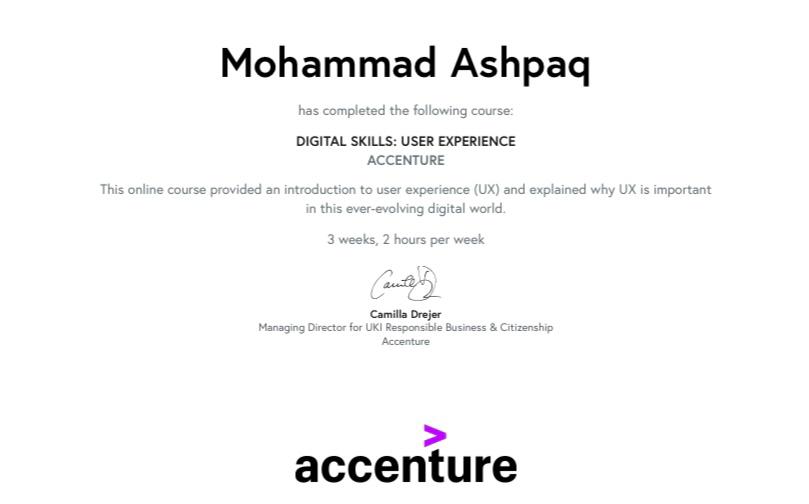 Mohammad Ashpaq
has completed the following course:
DIGITAL SKILLS: USER EXPERIENCE
ACCENTURE
This online course provided an introduction to user experience (UX) and explained why UX is important
in this ever-evolving digital world.
3 weeks, 2 hours per week
Camilla Drejer
Managing Director for UKI Responsible Business & Citizenship
Accenture
>
accenture